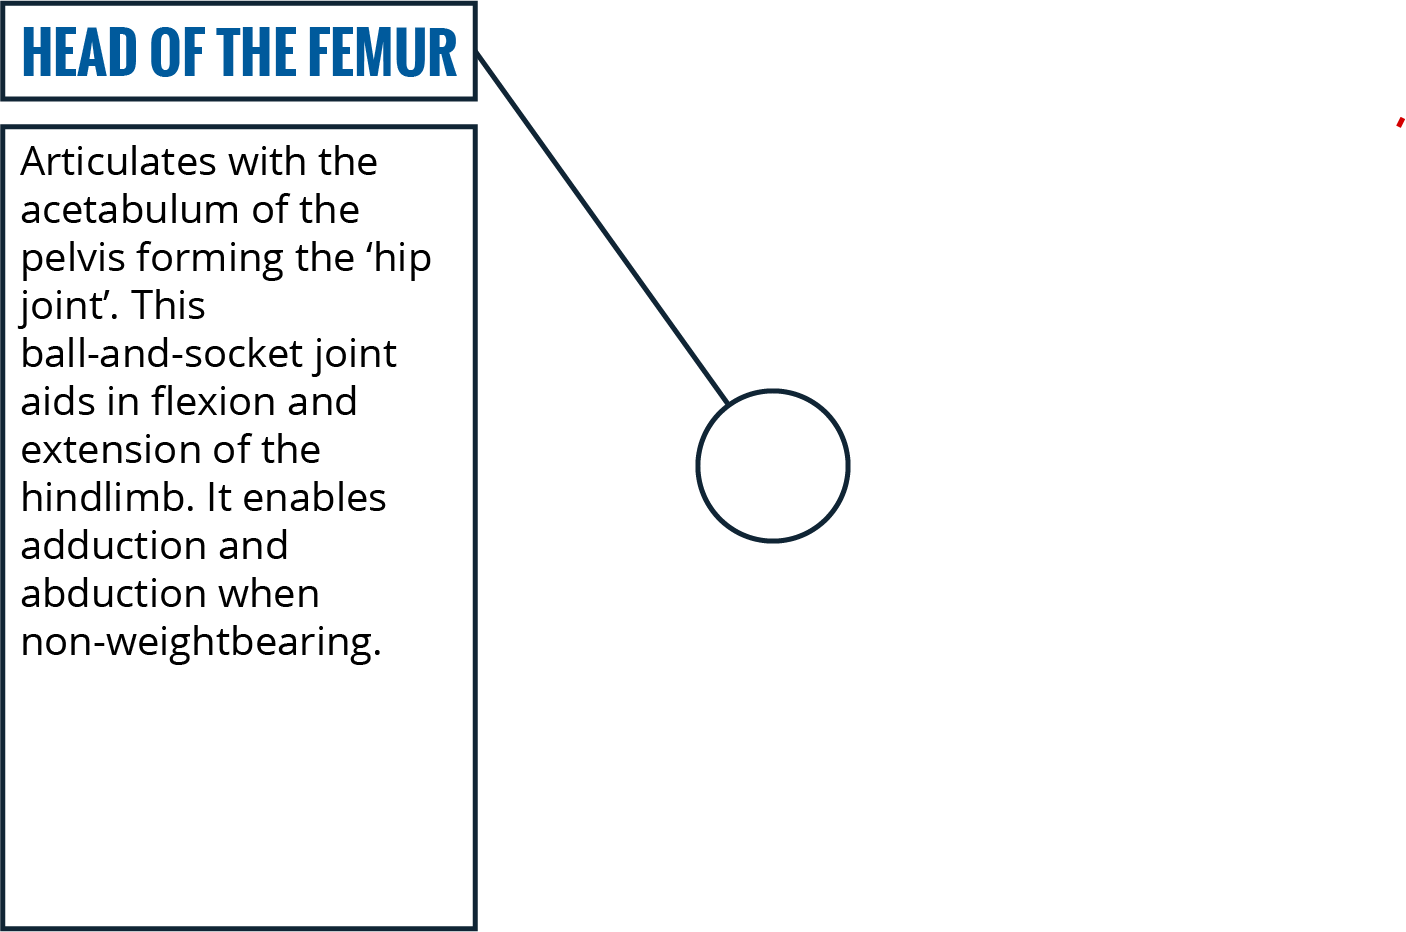 HEAD OF THE FEMUR
Articulates with the
acetabulum of the
pelvis forming the ‘hip
joint’. This
ball-and-socket joint
aids in flexion and
extension of the
hindlimb. It enables
adduction and
abduction when
non-weightbearing.